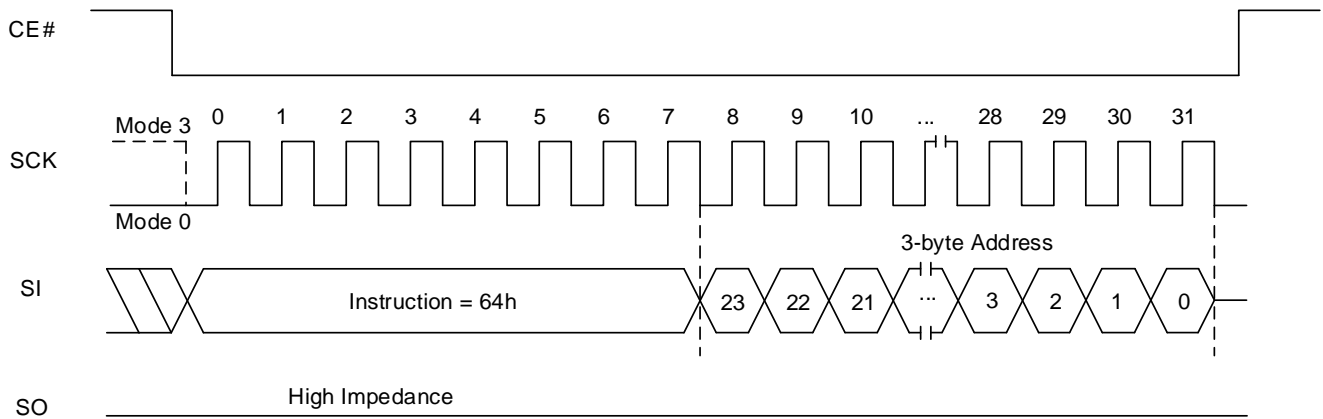 CE#
Mode 3 0 1 2 3 4 5 6 7 8 9 10 ... 28 29 30 31
SCK
Mode 0
3-byte Address
SI Instruction = 64h 23 22 21 ... 3 2 1 0
High Impedance
SO